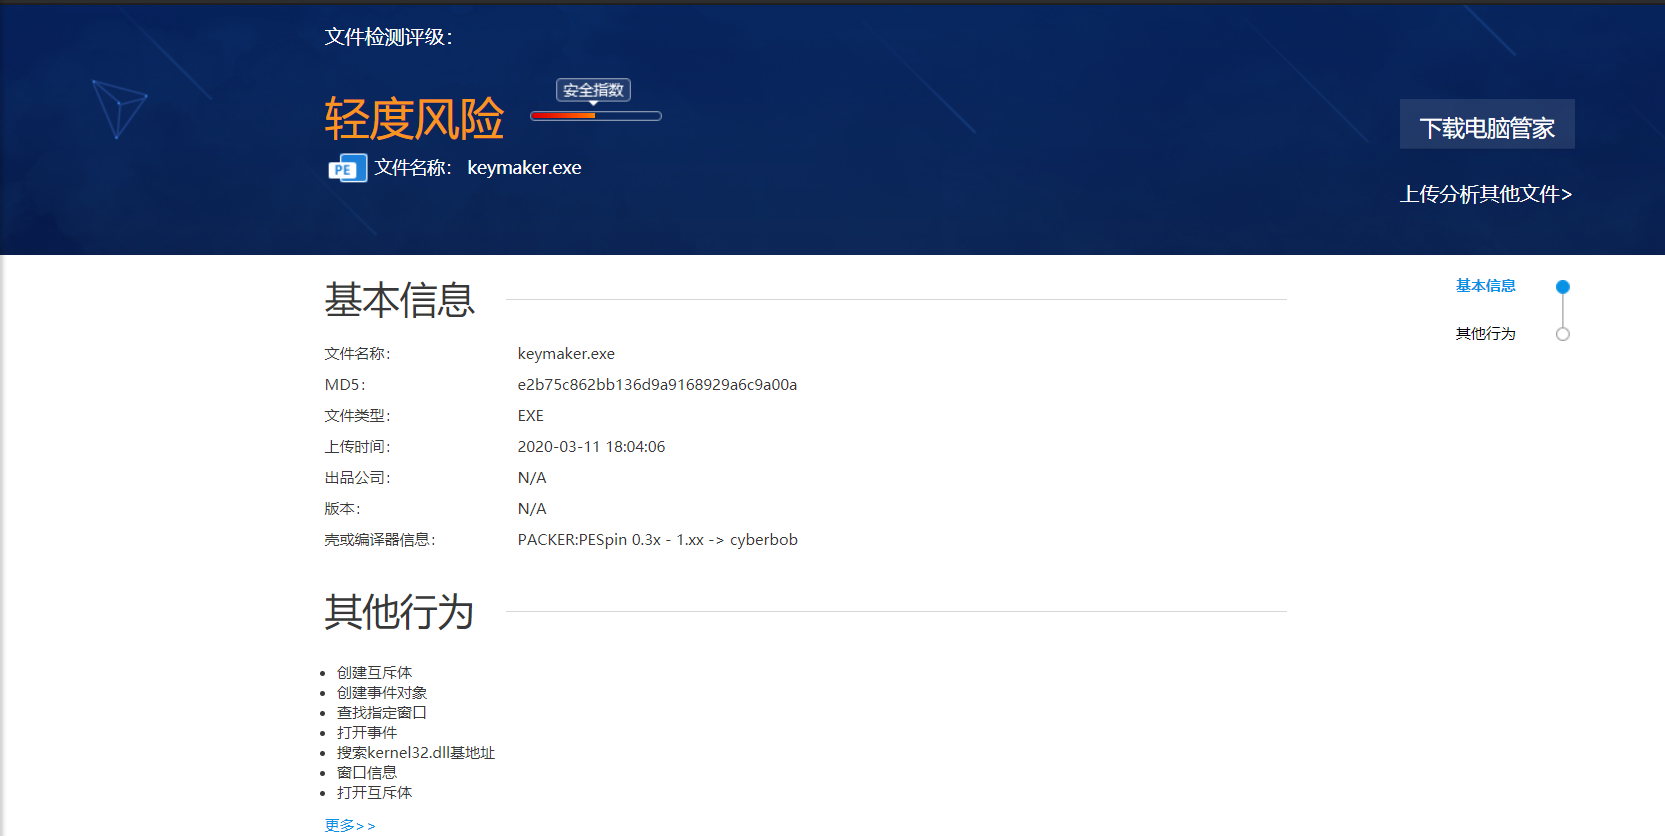 文件检测评级：
安全指数
轻度风险
下载电脑管家
PE 文件名称： keymaker.exe
上传分析其他文件>
基本信息
基本信息
其他行为
文件名称： keymaker.exe
MD5： e2b75c862bb136d9a9168929a6c9a00a
文件类型： EXE
上传时间： 2020-03-11 18:04:06
出品公司： N/A
版本： N/A
壳或编译器信息： PACKER:PESpin 0.3x - 1.xx -> cyberbob
其他行为
创建互斥体
创建事件对象
查找指定窗口
打开事件
搜索kernel32.dll基地址
窗口信息
打开互斥体
更多>>